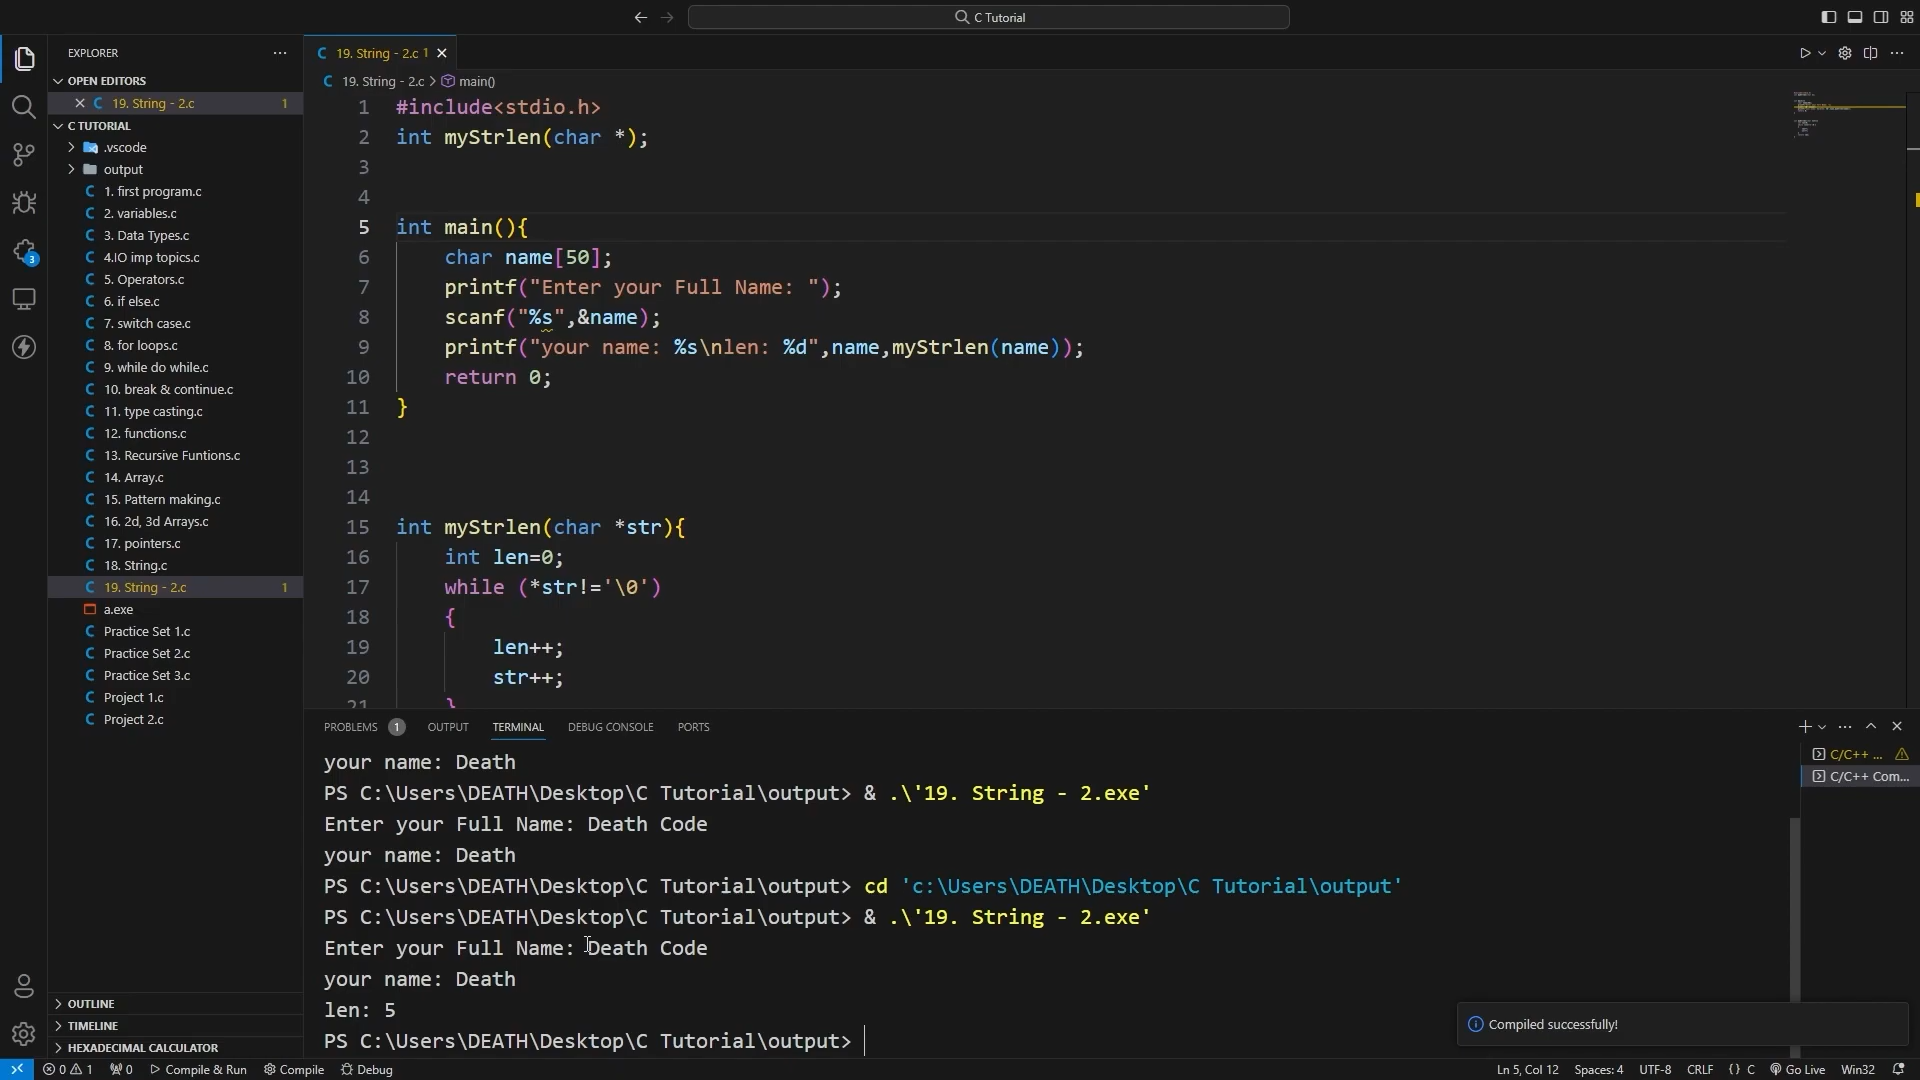 C Tutorial
EXPLORER
OPEN EDITORS
19. String - 2.c 1
C TUTORIAL
.vscode
output
1. first program.c
2. variables.c
3. Data Types.c
4.IO imp topics.c
5. Operators.c
6. if else.c
7. switch case.c
8. for loops.c
9. while do while.c
10. break & continue.c
11. type casting.c
12. functions.c
13. Recursive Funtions.c
14. Array.c
15. Pattern making.c
16. 2d, 3d Arrays.c
17. pointers.c
18. String.c
19. String - 2.c 1
a.exe
Practice Set 1.c
Practice Set 2.c
Practice Set 3.c
Project 1.c
Project 2.c
OUTLINE
TIMELINE
HEXADECIMAL CALCULATOR
3
C 19. String - 2.c 1
C 19. String - 2.c > main()
1 #include<stdio.h>
2 int myStrlen(char *);
3
4
5 int main(){
6 char name[50];
7 printf("Enter your Full Name: ");
8 scanf("%s",&name);
9 printf("your name: %s\nlen: %d",name,myStrlen(name));
10 return 0;
11 }
12
13
14
15 int myStrlen(char *str){
16 int len=0;
17 while (*str!='\0')
18 {
19 len++;
20 str++;
21 }
PROBLEMS 1 OUTPUT TERMINAL DEBUG CONSOLE PORTS
your name: Death
PS C:\Users\DEATH\Desktop\C Tutorial\output> & .\'19. String - 2.exe'
Enter your Full Name: Death Code
your name: Death
PS C:\Users\DEATH\Desktop\C Tutorial\output> cd 'c:\Users\DEATH\Desktop\C Tutorial\output'
PS C:\Users\DEATH\Desktop\C Tutorial\output> & .\'19. String - 2.exe'
Enter your Full Name: Death Code
your name: Death
len: 5
PS C:\Users\DEATH\Desktop\C Tutorial\output>
C/C++ ...
C/C++ Com...
Compiled successfully!
0 1 0 Compile & Run Compile Debug Ln 5, Col 12 Spaces: 4 UTF-8 CRLF {} C Go Live Win32